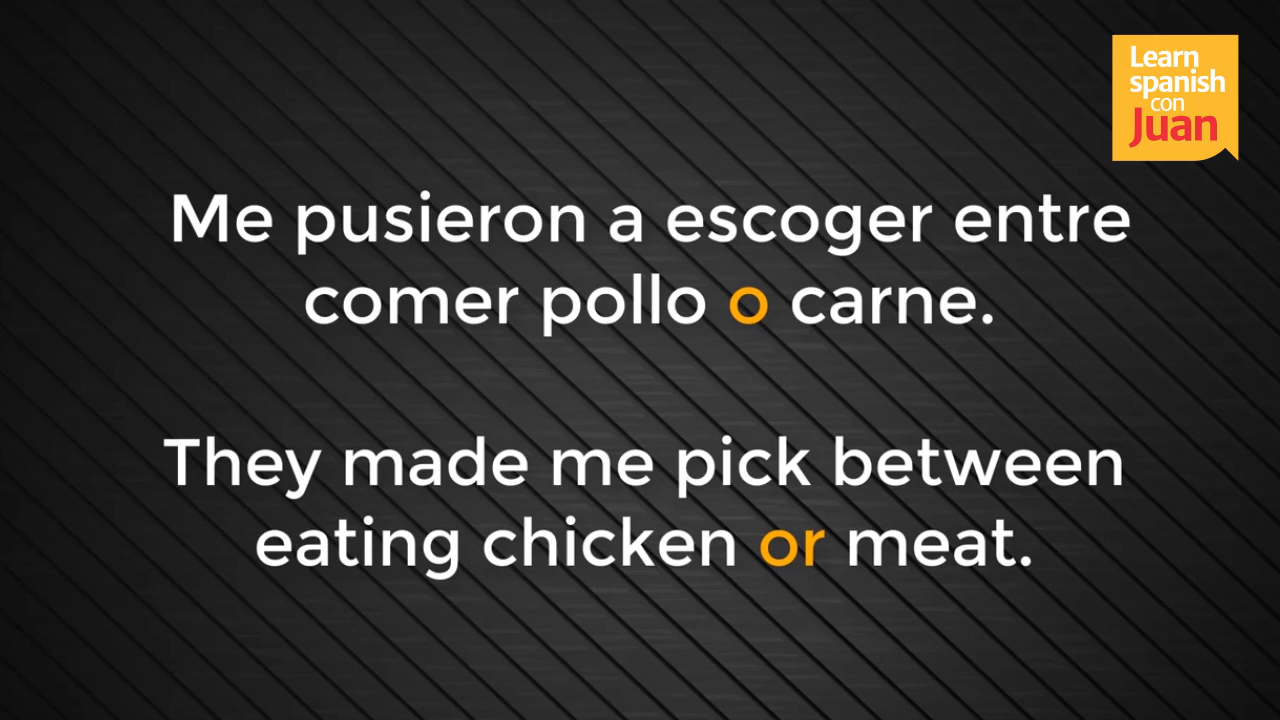 Learn
spanish
con
Juan
Me pusieron a escoger entre
comer pollo o carne.
They made me pick between
eating chicken or meat.